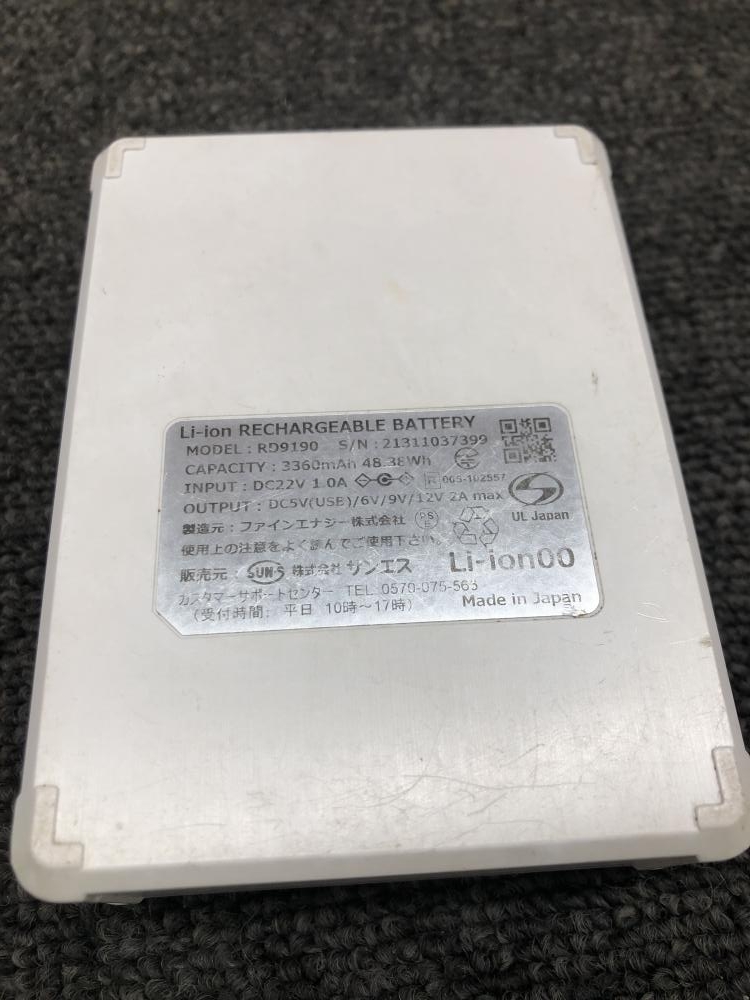 Li-ion RECHARGEABLE BATTERY
MODEL : RD9190 S/N : 21311037399
CAPACITY : 3360mAh 48.38Wh
INPUT : DC22V 1.0A R 005-102557
OUTPUT : DC5V(USB)/6V/9V/12V 2A max
UL Japan
製造元 : ファインエナジー株式会社 PSE
使用上の注意をよく読んでご使用下さい。
販売元 : SUN-S 株式会社 サンエス Li-ion00
カスタマーサポートセンター TEL.0570-075-563
(受付時間: 平日 10時～17時) Made in Japan